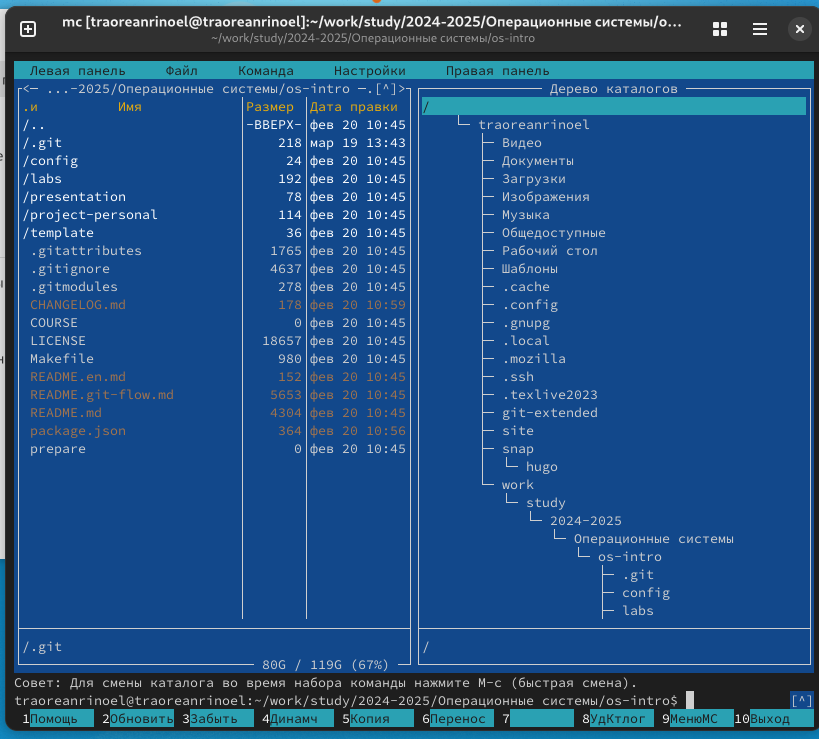 mc [traoreanrinoel@traoreanrinoel]:~/work/study/2024-2025/Операционные системы/o…
~/work/study/2024-2025/Операционные системы/os-intro
Левая панель Файл Команда Настройки Правая панель
<— ...-2025/Операционные системы/os-intro —.[^]>
.и Имя Размер Дата правки
/.. -ВВЕРХ- фев 20 10:45
/.git 218 мар 19 13:43
/config 24 фев 20 10:45
/labs 192 фев 20 10:45
/presentation 78 фев 20 10:45
/project-personal 114 фев 20 10:45
/template 36 фев 20 10:45
.gitattributes 1765 фев 20 10:45
.gitignore 4637 фев 20 10:45
.gitmodules 278 фев 20 10:45
CHANGELOG.md 178 фев 20 10:59
COURSE 0 фев 20 10:45
LICENSE 18657 фев 20 10:45
Makefile 980 фев 20 10:45
README.en.md 152 фев 20 10:45
README.git-flow.md 5653 фев 20 10:45
README.md 4304 фев 20 10:45
package.json 364 фев 20 10:56
prepare 0 фев 20 10:45
/.git
80G / 119G (67%)
Дерево каталогов
/
traoreanrinoel
Видео
Документы
Загрузки
Изображения
Музыка
Общедоступные
Рабочий стол
Шаблоны
.cache
.config
.gnupg
.local
.mozilla
.ssh
.texlive2023
git-extended
site
snap
hugo
work
study
2024-2025
Операционные системы
os-intro
.git
config
labs
/
Совет: Для смены каталога во время набора команды нажмите M-c (быстрая смена).
traoreanrinoel@traoreanrinoel:~/work/study/2024-2025/Операционные системы/os-intro$ [^]
1Помощь 2Обновить 3Забыть 4Динамч 5Копия 6Перенос 7 8УдКтлог 9МенюMC 10Выход